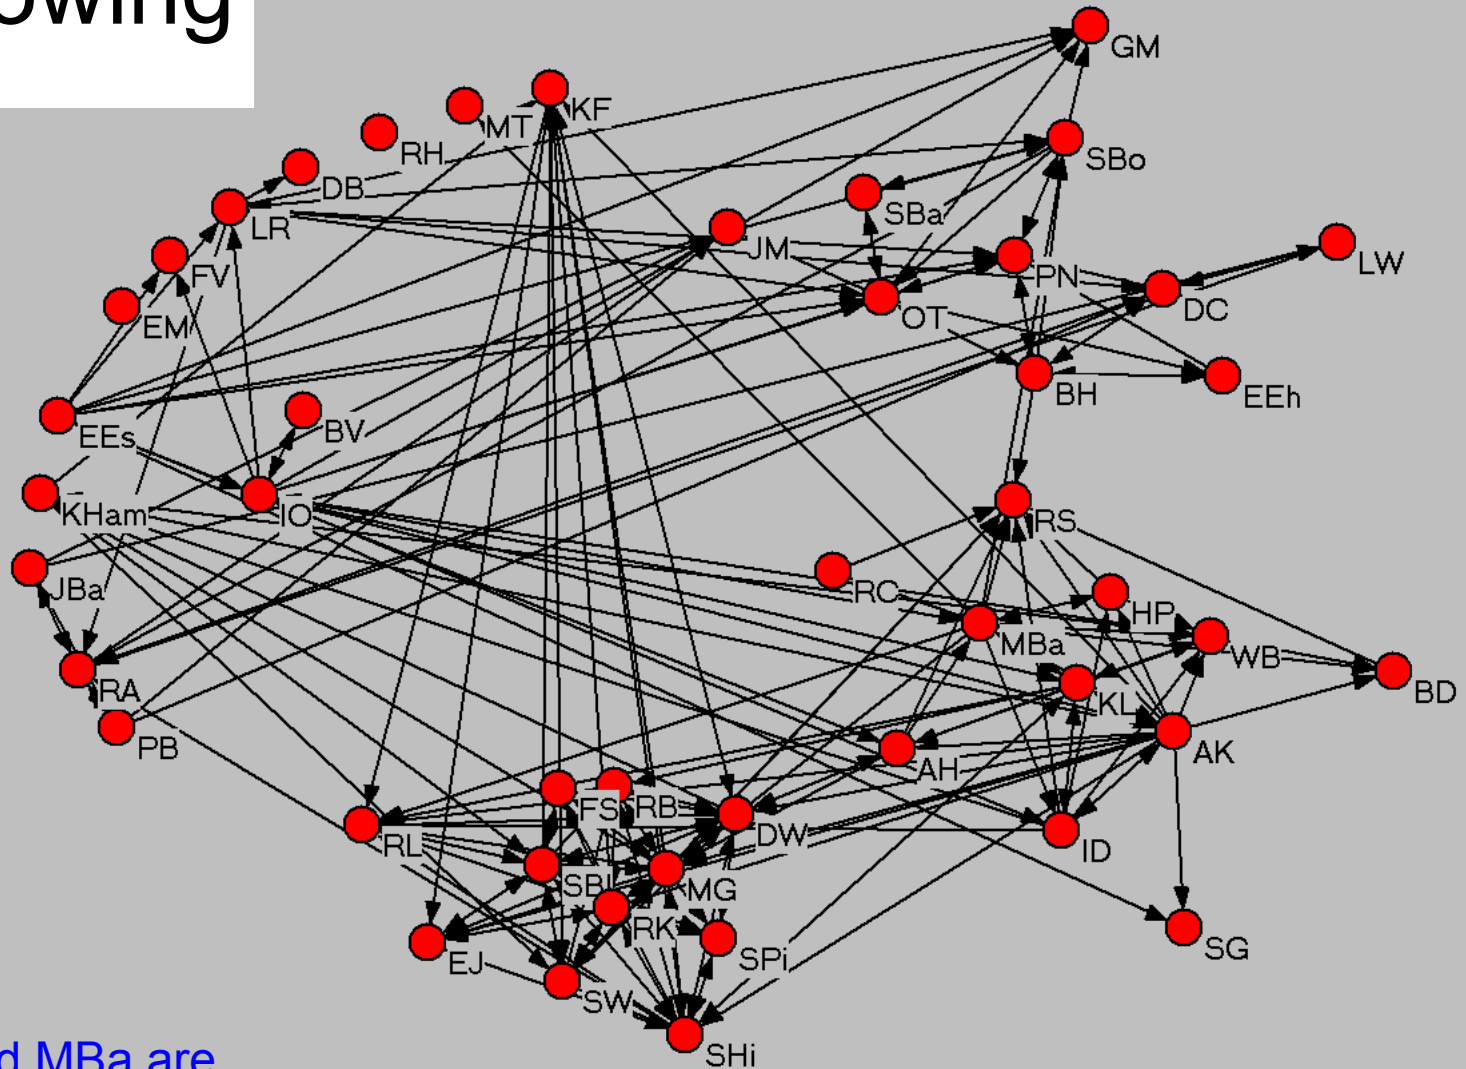 owing
GM
KF
MT
RH
SBo
DB
SBa
LR
JM
LW
PN
FV
DC
OT
EM
BH
EEh
EEs
BV
KHam
IO
RS
JBa
RC
HP
MBa
WB
RA
BD
KL
PB
AK
AH
FS
RB
DW
RL
ID
SBl
MG
RK
SG
EJ
SPi
SW
SHi
d MBa are